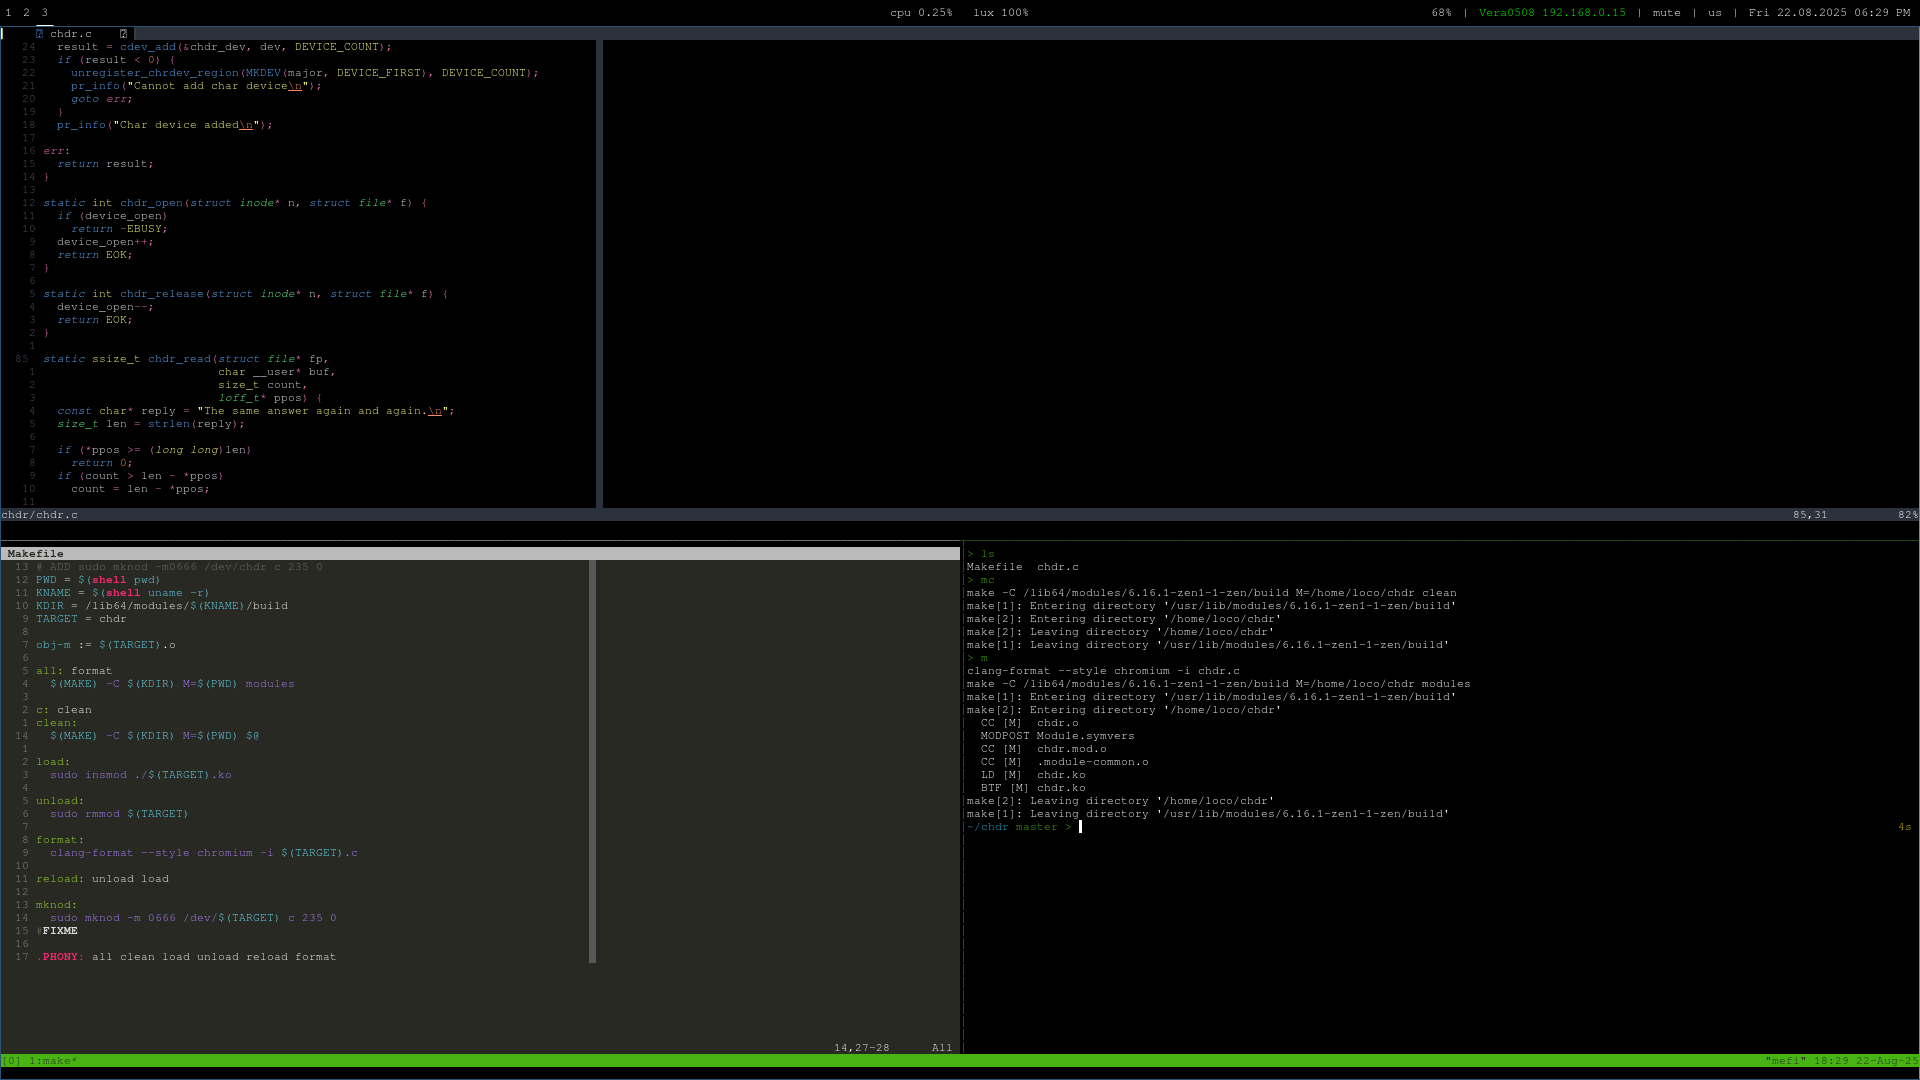 1 2 3 cpu 0.25% lux 100% 68% | Vera0508 192.168.0.15 | mute | us | Fri 22.08.2025 06:29 PM
chdr.c
24 result = cdev_add(&chdr_dev, dev, DEVICE_COUNT);
23 if (result < 0) {
22 unregister_chrdev_region(MKDEV(major, DEVICE_FIRST), DEVICE_COUNT);
21 pr_info("Cannot add char device\n");
20 goto err;
19 }
18 pr_info("Char device added\n");
17
16 err:
15 return result;
14 }
13
12 static int chdr_open(struct inode* n, struct file* f) {
11 if (device_open)
10 return -EBUSY;
9 device_open++;
8 return EOK;
7 }
6
5 static int chdr_release(struct inode* n, struct file* f) {
4 device_open--;
3 return EOK;
2 }
1
85 static ssize_t chdr_read(struct file* fp,
1 char __user* buf,
2 size_t count,
3 loff_t* ppos) {
4 const char* reply = "The same answer again and again.\n";
5 size_t len = strlen(reply);
6
7 if (*ppos >= (long long)len)
8 return 0;
9 if (count > len - *ppos)
10 count = len - *ppos;
11
chdr/chdr.c 85,31 82%
Makefile
13 # ADD sudo mknod -m0666 /dev/chdr c 235 0
12 PWD = $(shell pwd)
11 KNAME = $(shell uname -r)
10 KDIR = /lib64/modules/$(KNAME)/build
9 TARGET = chdr
8
7 obj-m := $(TARGET).o
6
5 all: format
4 $(MAKE) -C $(KDIR) M=$(PWD) modules
3
2 c: clean
1 clean:
14 $(MAKE) -C $(KDIR) M=$(PWD) $@
1
2 load:
3 sudo insmod ./$(TARGET).ko
4
5 unload:
6 sudo rmmod $(TARGET)
7
8 format:
9 clang-format --style chromium -i $(TARGET).c
10
11 reload: unload load
12
13 mknod:
14 sudo mknod -m 0666 /dev/$(TARGET) c 235 0
15 #FIXME
16
17 .PHONY: all clean load unload reload format
14,27-28 All
> ls
Makefile chdr.c
> mc
make -C /lib64/modules/6.16.1-zen1-1-zen/build M=/home/loco/chdr clean
make[1]: Entering directory '/usr/lib/modules/6.16.1-zen1-1-zen/build'
make[2]: Entering directory '/home/loco/chdr'
make[2]: Leaving directory '/home/loco/chdr'
make[1]: Leaving directory '/usr/lib/modules/6.16.1-zen1-1-zen/build'
> m
clang-format --style chromium -i chdr.c
make -C /lib64/modules/6.16.1-zen1-1-zen/build M=/home/loco/chdr modules
make[1]: Entering directory '/usr/lib/modules/6.16.1-zen1-1-zen/build'
make[2]: Entering directory '/home/loco/chdr'
CC [M] chdr.o
MODPOST Module.symvers
CC [M] chdr.mod.o
CC [M] .module-common.o
LD [M] chdr.ko
BTF [M] chdr.ko
make[2]: Leaving directory '/home/loco/chdr'
make[1]: Leaving directory '/usr/lib/modules/6.16.1-zen1-1-zen/build'
~/chdr master > 4s
[0] 1:make* "mefi" 18:29 22-Aug-25